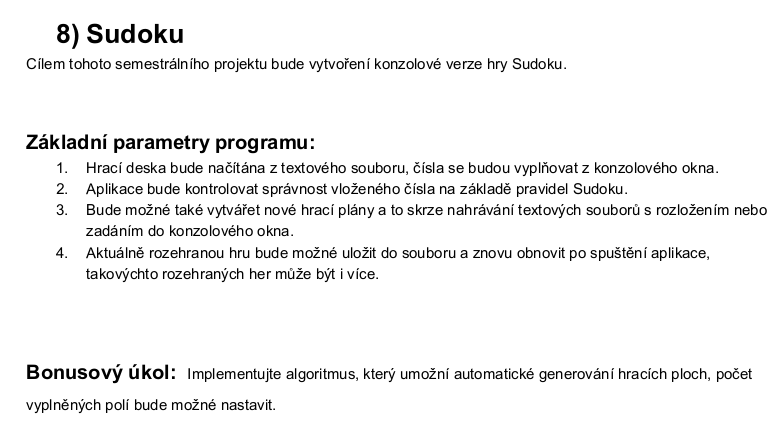 8) Sudoku
Cílem tohoto semestrálního projektu bude vytvoření konzolové verze hry Sudoku.
Základní parametry programu:
1. Hrací deska bude načítána z textového souboru, čísla se budou vyplňovat z konzolového okna.
2. Aplikace bude kontrolovat správnost vloženého čísla na základě pravidel Sudoku.
3. Bude možné také vytvářet nové hrací plány a to skrze nahrávání textových souborů s rozložením nebo
zadáním do konzolového okna.
4. Aktuálně rozehranou hru bude možné uložit do souboru a znovu obnovit po spuštění aplikace,
takovýchto rozehraných her může být i více.
Bonusový úkol: Implementujte algoritmus, který umožní automatické generování hracích ploch, počet
vyplněných polí bude možné nastavit.